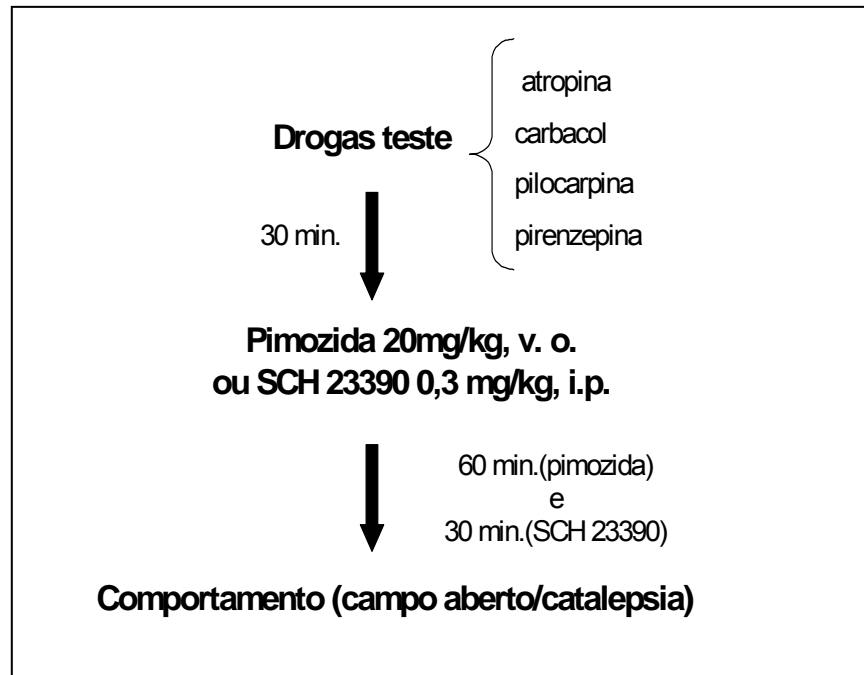 atropina
Drogas teste
carbacol
pilocarpina
30 min.
pirenzepina
Pimozida 20mg/kg, v. o.
ou SCH 23390 0,3 mg/kg, i.p.
60 min.(pimozida)
e
30 min.(SCH 23390)
Comportamento (campo aberto/catalepsia)